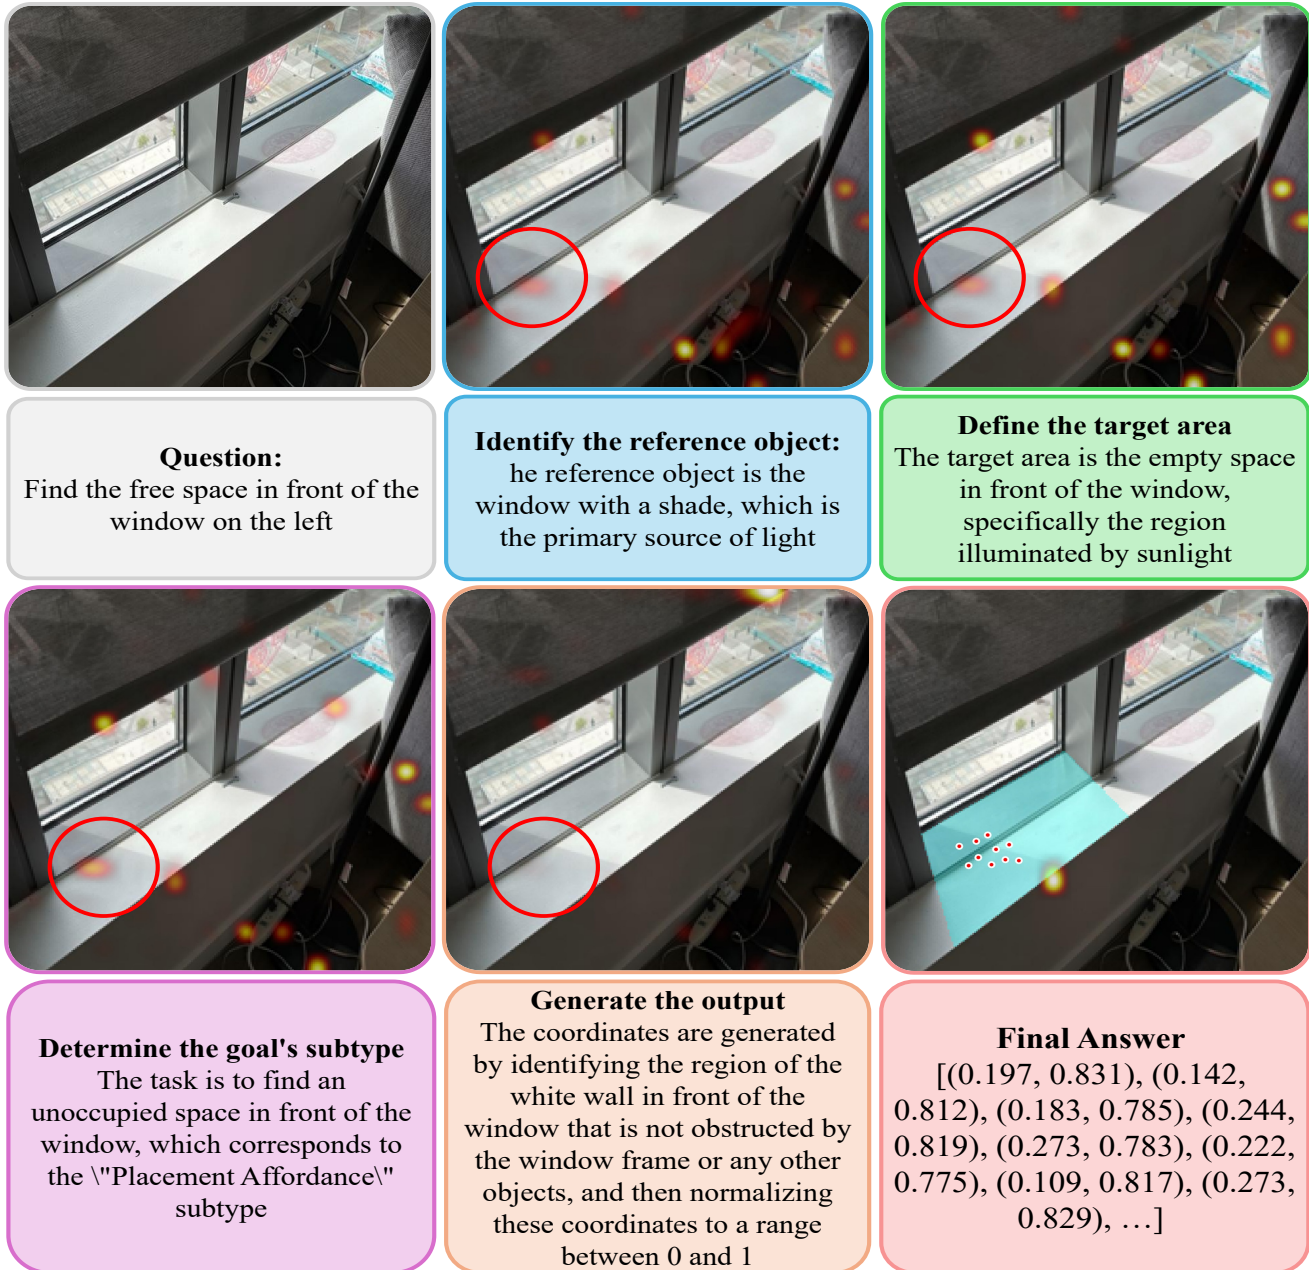 Question:
Find the free space in front of the
window on the left
Identify the reference object:
he reference object is the
window with a shade, which is
the primary source of light
Define the target area
The target area is the empty space
in front of the window,
specifically the region
illuminated by sunlight
Determine the goal's subtype
The task is to find an
unoccupied space in front of the
window, which corresponds to
the \"Placement Affordance\"
subtype
Generate the output
The coordinates are generated
by identifying the region of the
white wall in front of the
window that is not obstructed by
the window frame or any other
objects, and then normalizing
these coordinates to a range
between 0 and 1
Final Answer
[(0.197, 0.831), (0.142,
0.812), (0.183, 0.785), (0.244,
0.819), (0.273, 0.783), (0.222,
0.775), (0.109, 0.817), (0.273,
0.829), …]